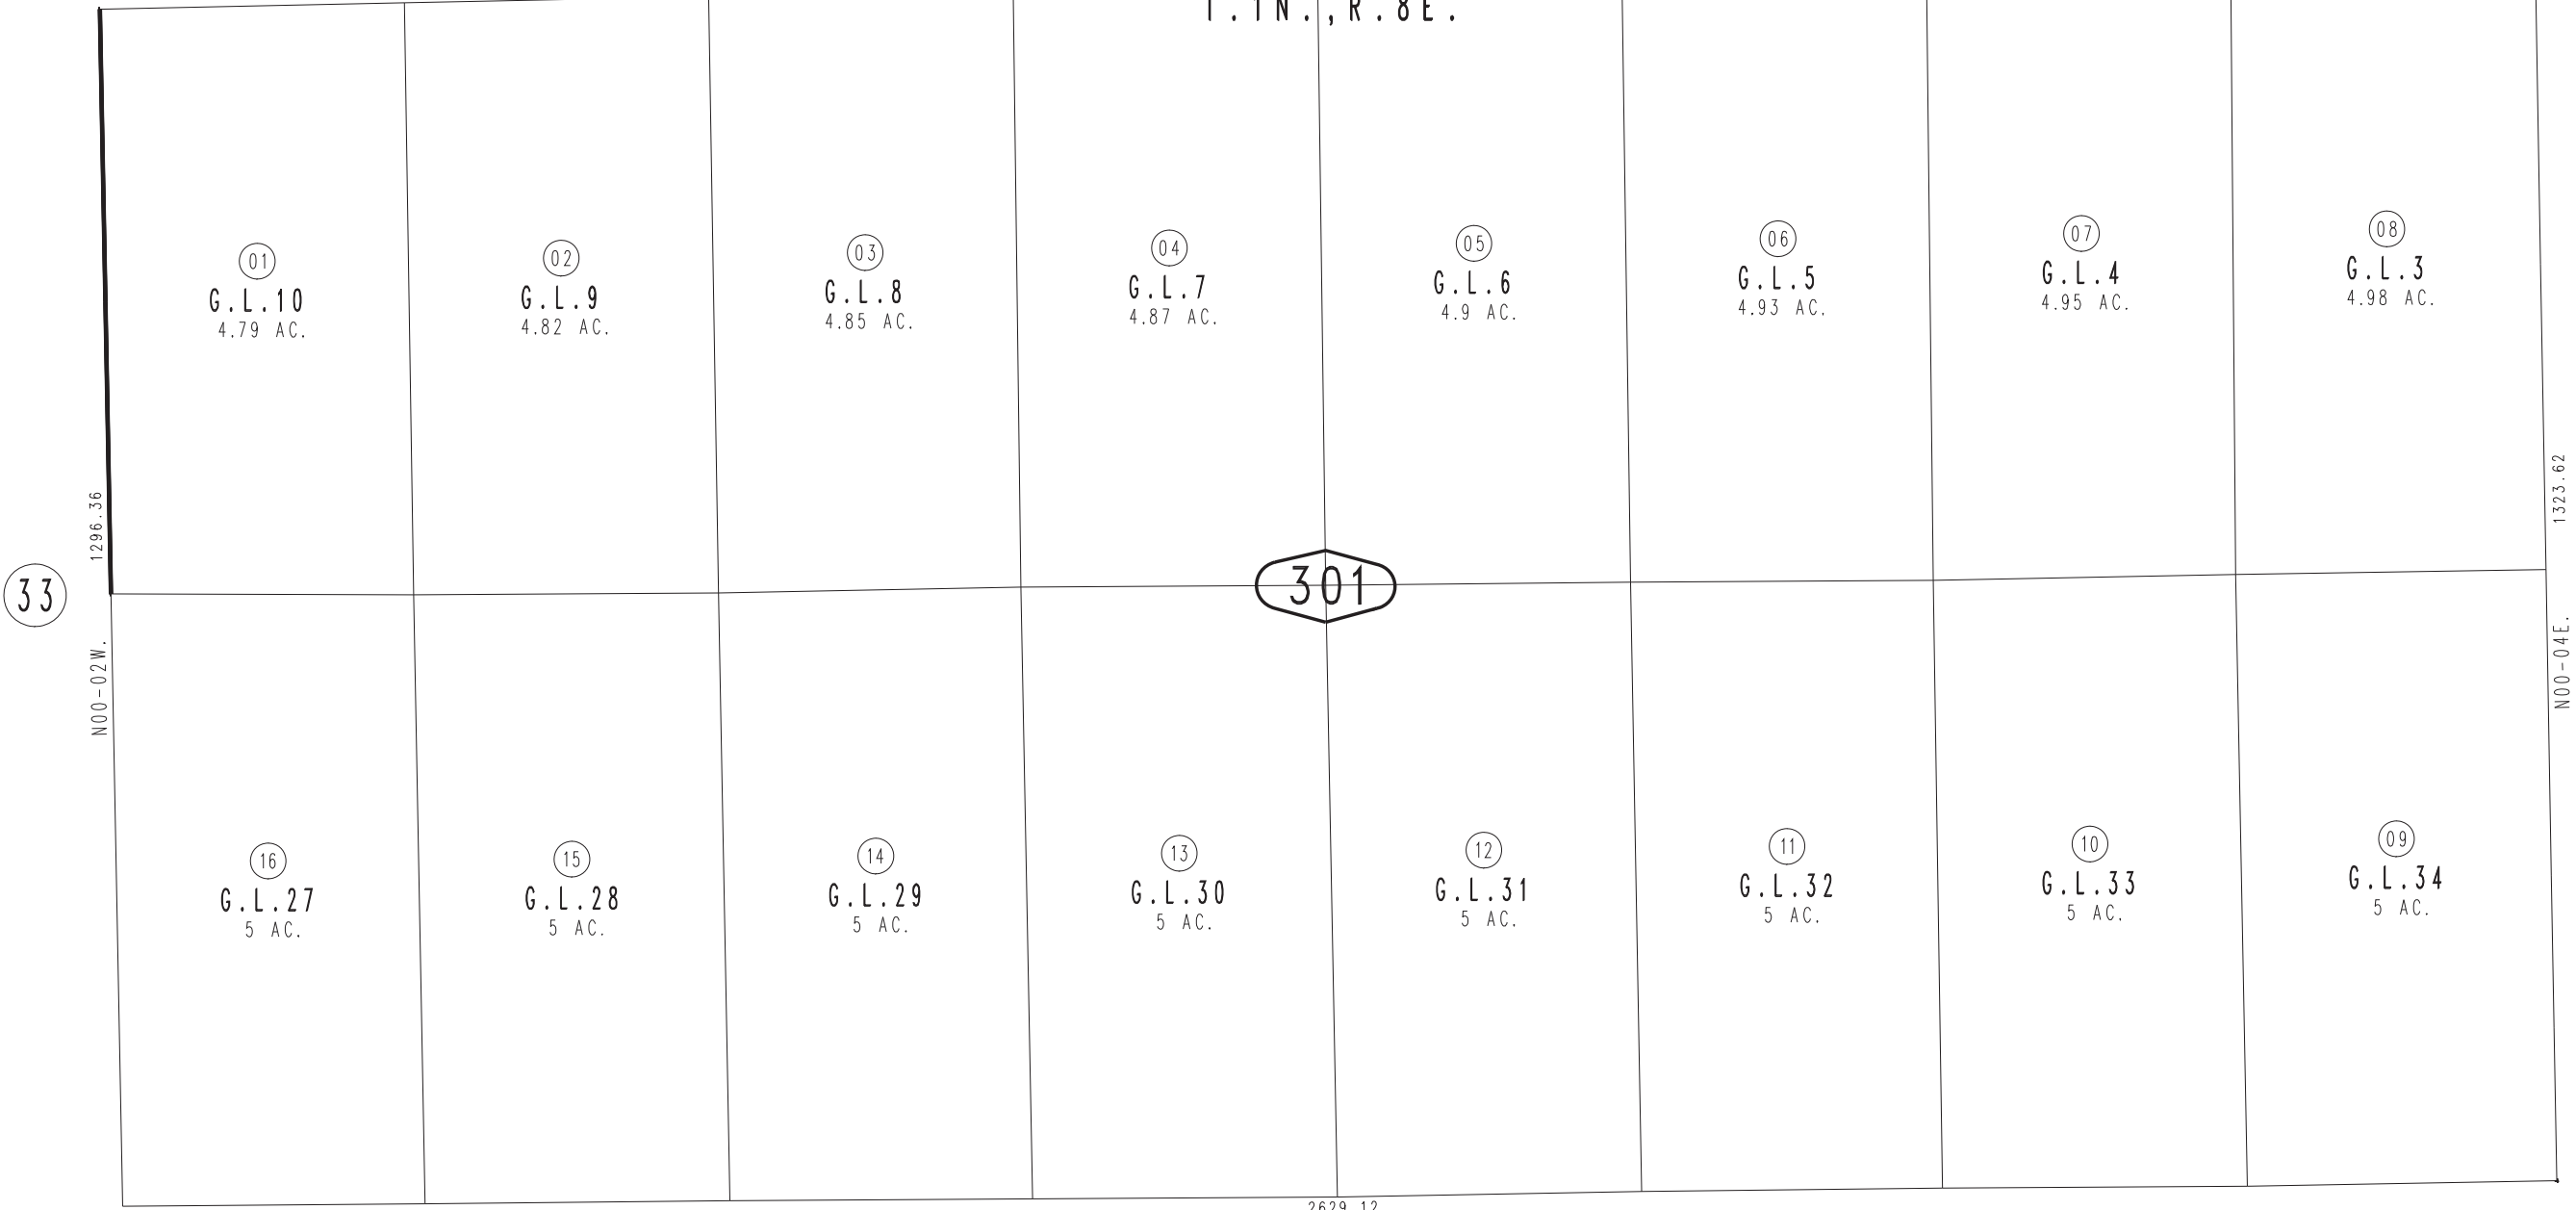 T.1N.,R.8E.
01
G.L.10
4.79 AC.
02
G.L.9
4.82 AC.
03
G.L.8
4.85 AC.
04
G.L.7
4.87 AC.
05
G.L.6
4.9 AC.
06
G.L.5
4.93 AC.
07
G.L.4
4.95 AC.
08
G.L.3
4.98 AC.
1296.36
1323.62
33
301
N00-02W.
N00-04E.
16
G.L.27
5 AC.
15
G.L.28
5 AC.
14
G.L.29
5 AC.
13
G.L.30
5 AC.
12
G.L.31
5 AC.
11
G.L.32
5 AC.
10
G.L.33
5 AC.
09
G.L.34
5 AC.
2629.12